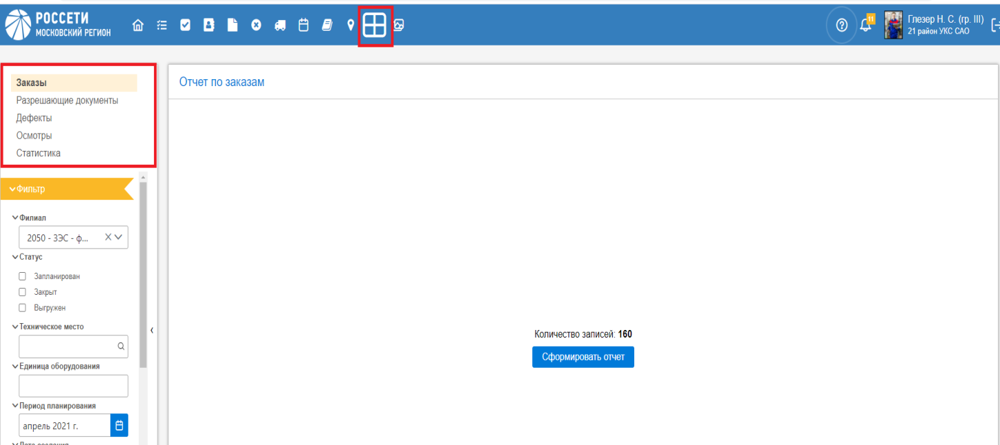 РОССЕТИ
МОСКОВСКИЙ РЕГИОН
11
Глезер Н. С. (гр. III)
21 район УКС САО
Заказы
Разрешающие документы
Дефекты
Осмотры
Статистика
Отчет по заказам
Фильтр
Филиал
2050 - ЗЭС - ф...
Статус
Запланирован
Закрыт
Выгружен
Техническое место
Единица оборудования
Период планирования
апрель 2021 г.
Количество записей: 160
Сформировать отчет